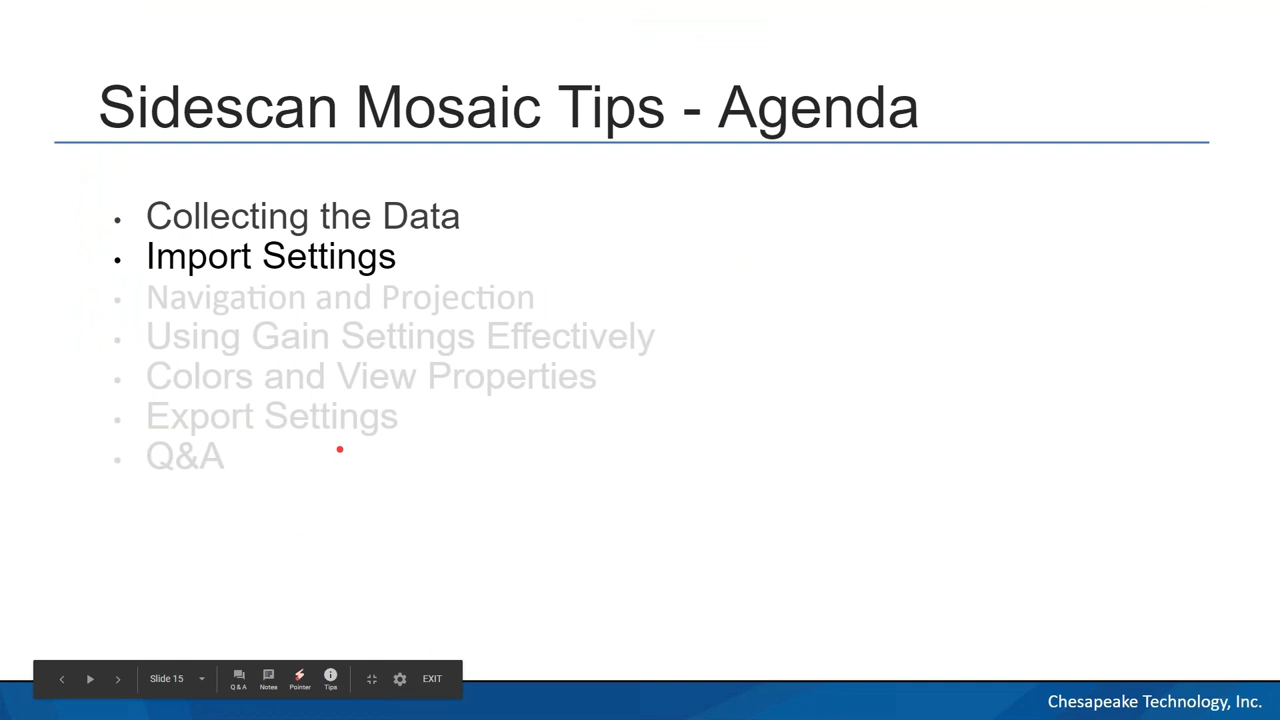 Sidescan Mosaic Tips - Agenda
• Collecting the Data
• Import Settings
• Navigation and Projection
• Using Gain Settings Effectively
• Colors and View Properties
• Export Settings
• Q&A
Slide 15
Q & A
Notes
Pointer
Tips
EXIT
Chesapeake Technology, Inc.